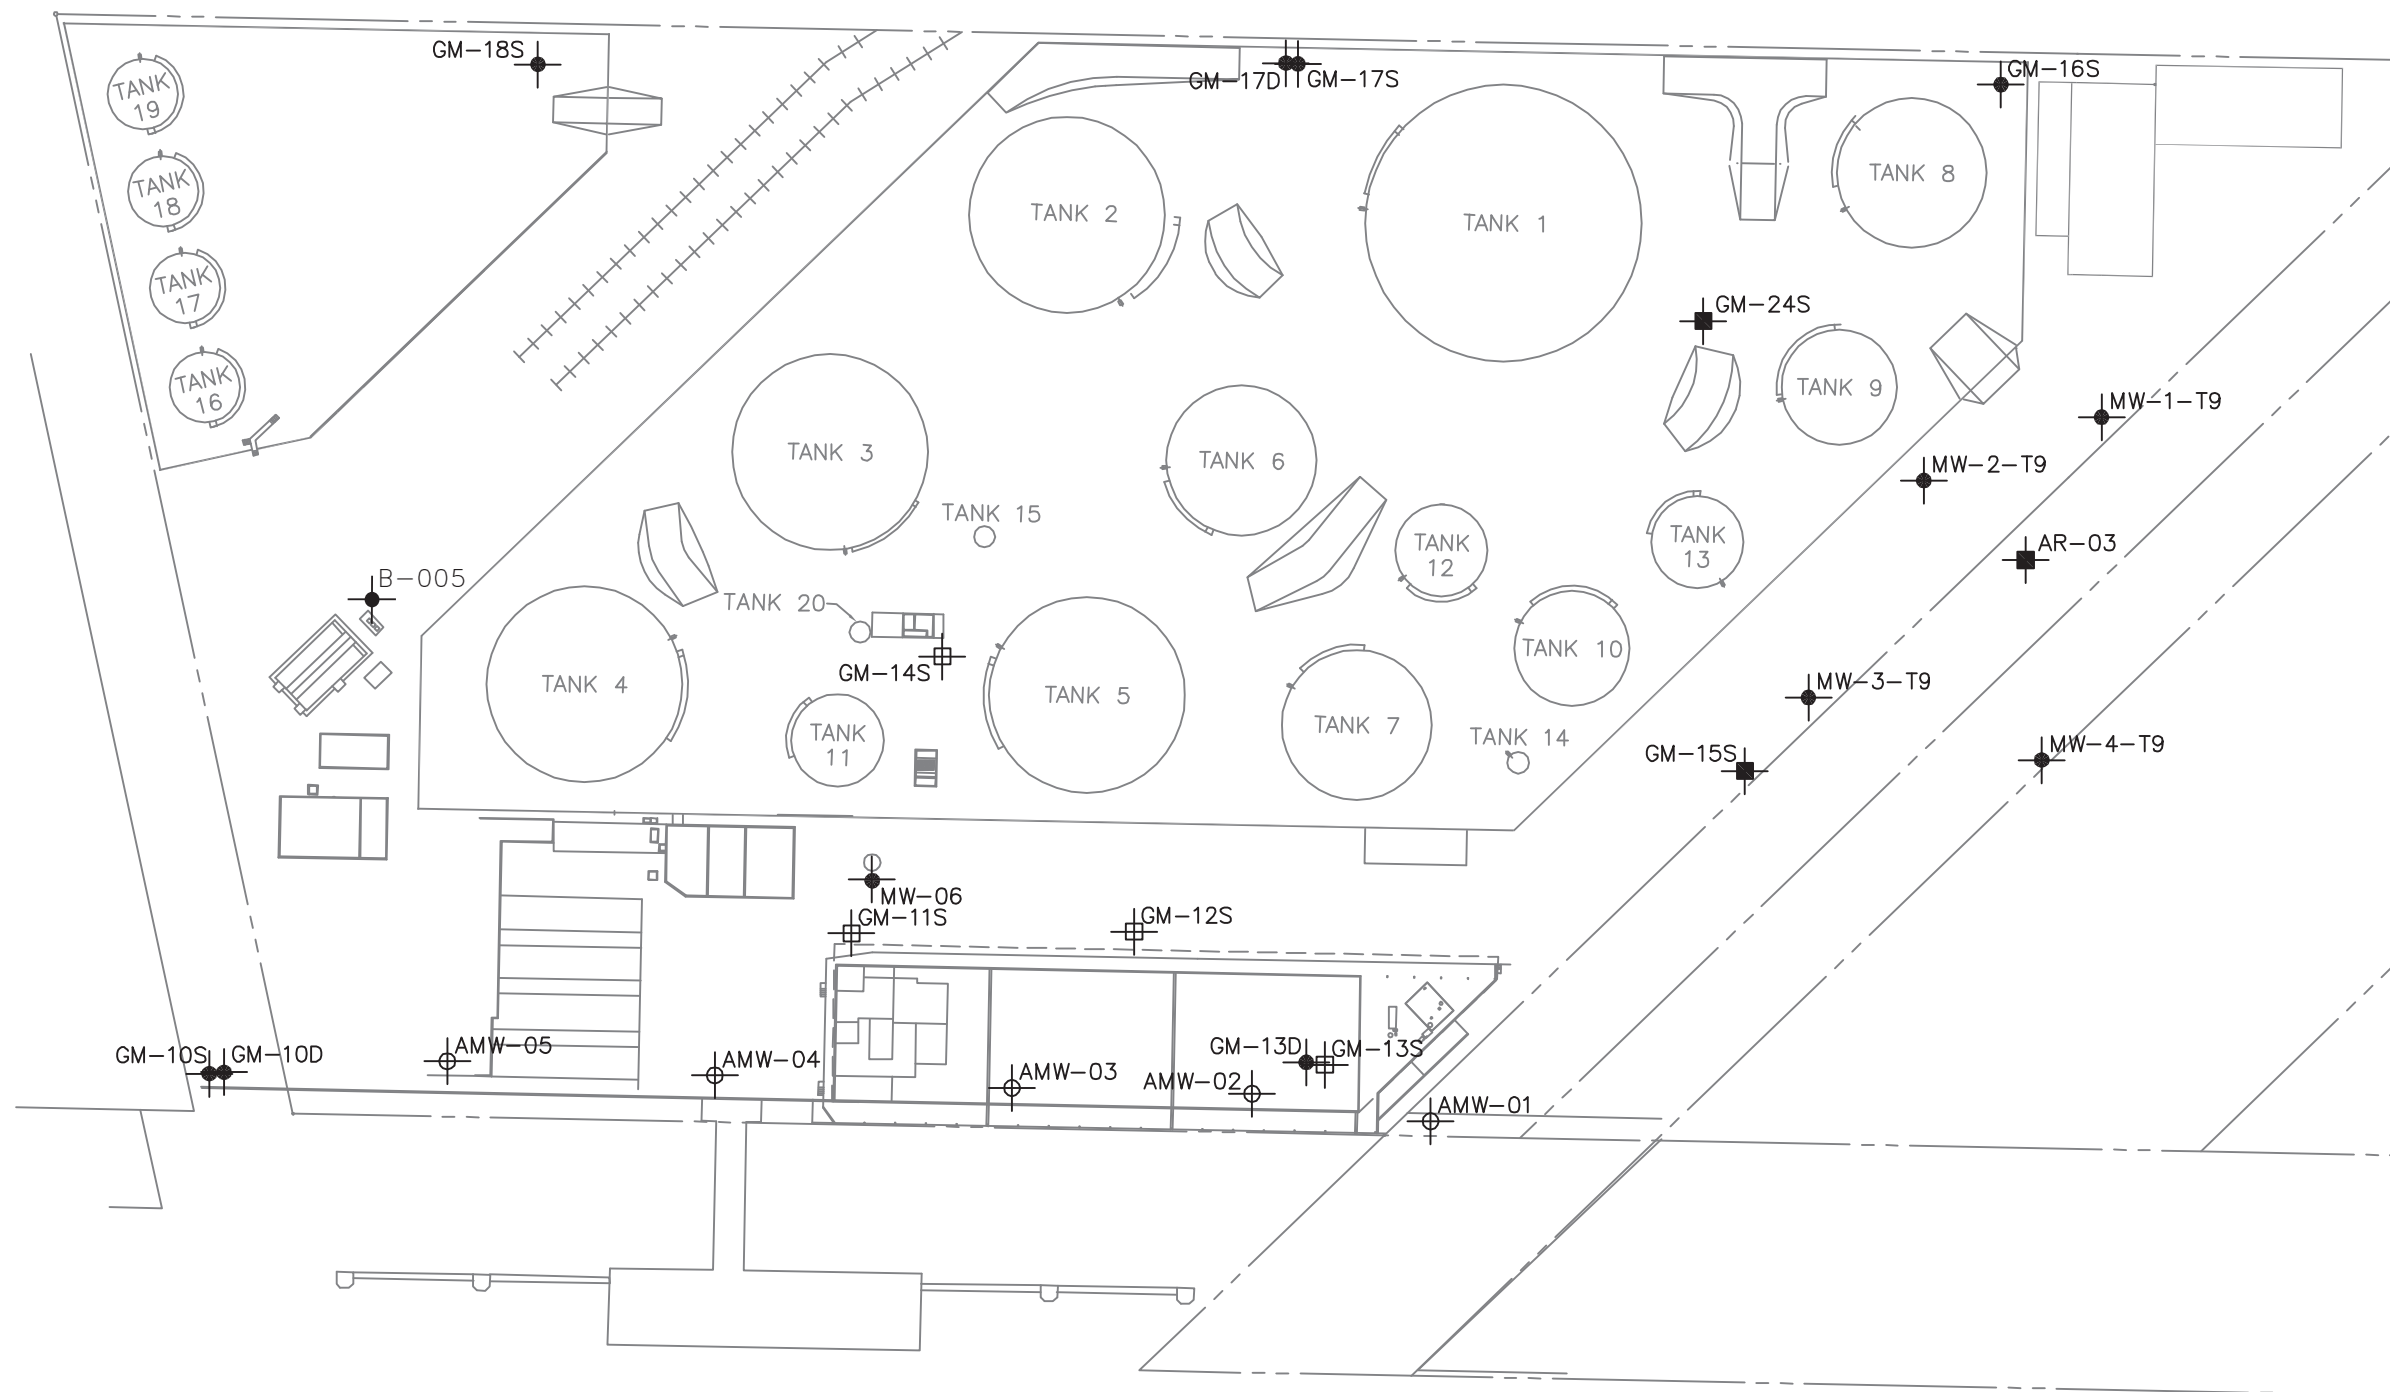 GM-18S
GM-17D
GM-17S
GM-16S
TANK
19
TANK
18
TANK
17
TANK
16
TANK 2
TANK 1
TANK 8
GM-24S
TANK 9
MW-1-T9
TANK 3
TANK 6
MW-2-T9
TANK 15
TANK
12
TANK
13
AR-03
B-005
TANK 20
GM-14S
TANK 4
TANK 5
TANK 10
MW-3-T9
TANK
11
TANK 7
TANK 14
GM-15S
MW-4-T9
MW-06
GM-11S
GM-12S
GM-10S
GM-10D
AMW-05
AMW-04
AMW-03
AMW-02
GM-13D
GM-13S
AMW-01